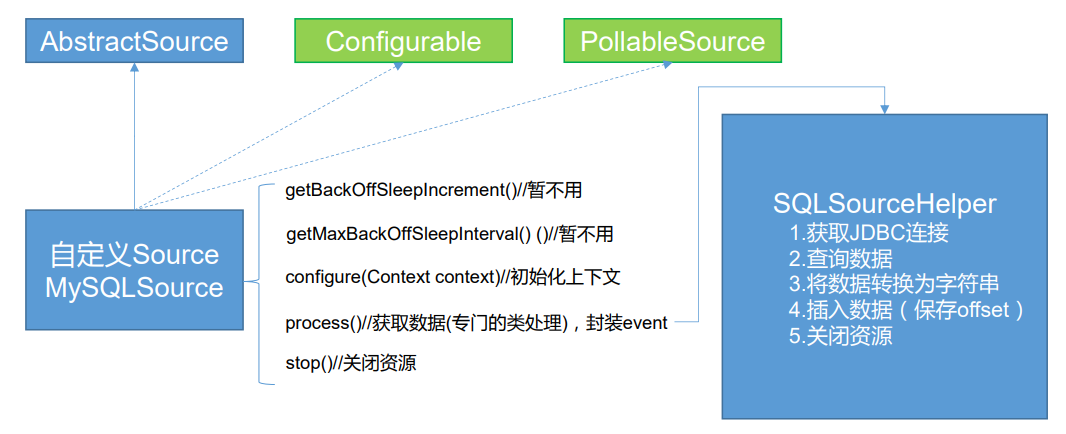 AbstractSource
Configurable
PollableSource
自定义Source
MySQLSource
getBackOffSleepIncrement()//暂不用
getMaxBackOffSleepInterval() ()//暂不用
configure(Context context)//初始化上下文
process()//获取数据(专门的类处)理)，封装event
stop()//关闭资源
SQLSourceHelper
1.获取JDBC连接
2.查询数据
3.将数据转换为字符串
4.插入数据（保存offset）
5.关闭资源